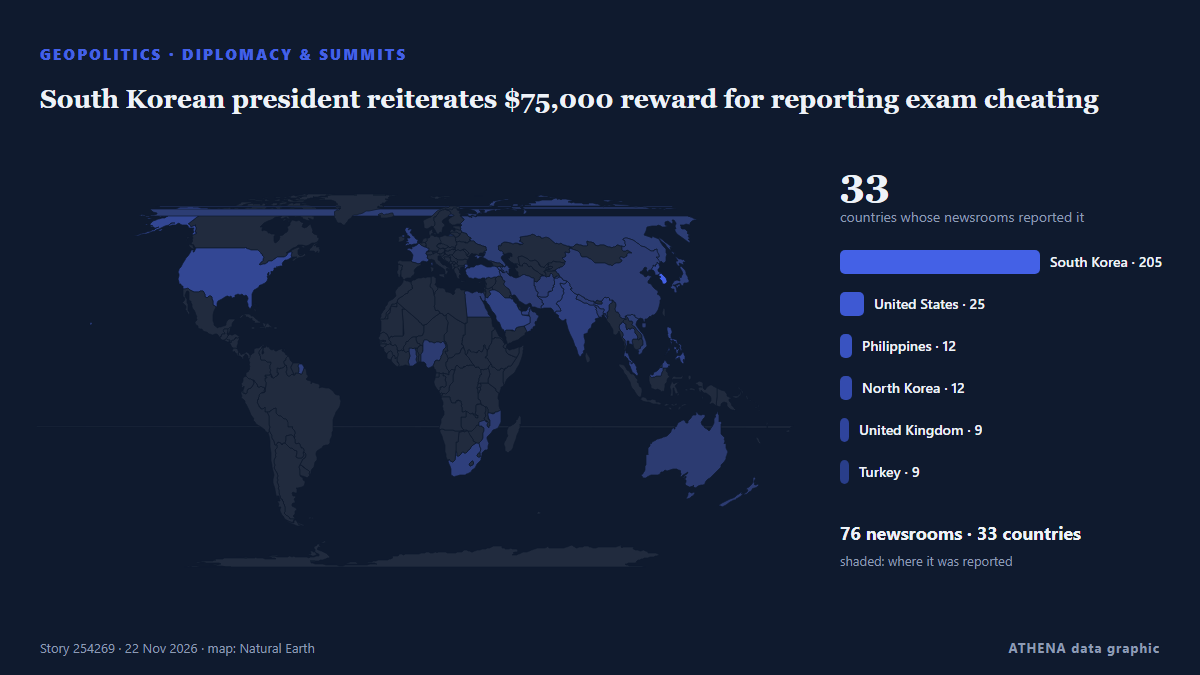 GEOPOLITICS · DIPLOMACY & SUMMITS
South Korean president reiterates $75,000 reward for reporting exam cheating
33
countries whose newsrooms reported it
South Korea · 205
United States · 25
Philippines · 12
North Korea · 12
United Kingdom · 9
Turkey · 9
76 newsrooms · 33 countries
shaded: where it was reported
Story 254269 · 22 Nov 2026 · map: Natural Earth
ATHENA data graphic